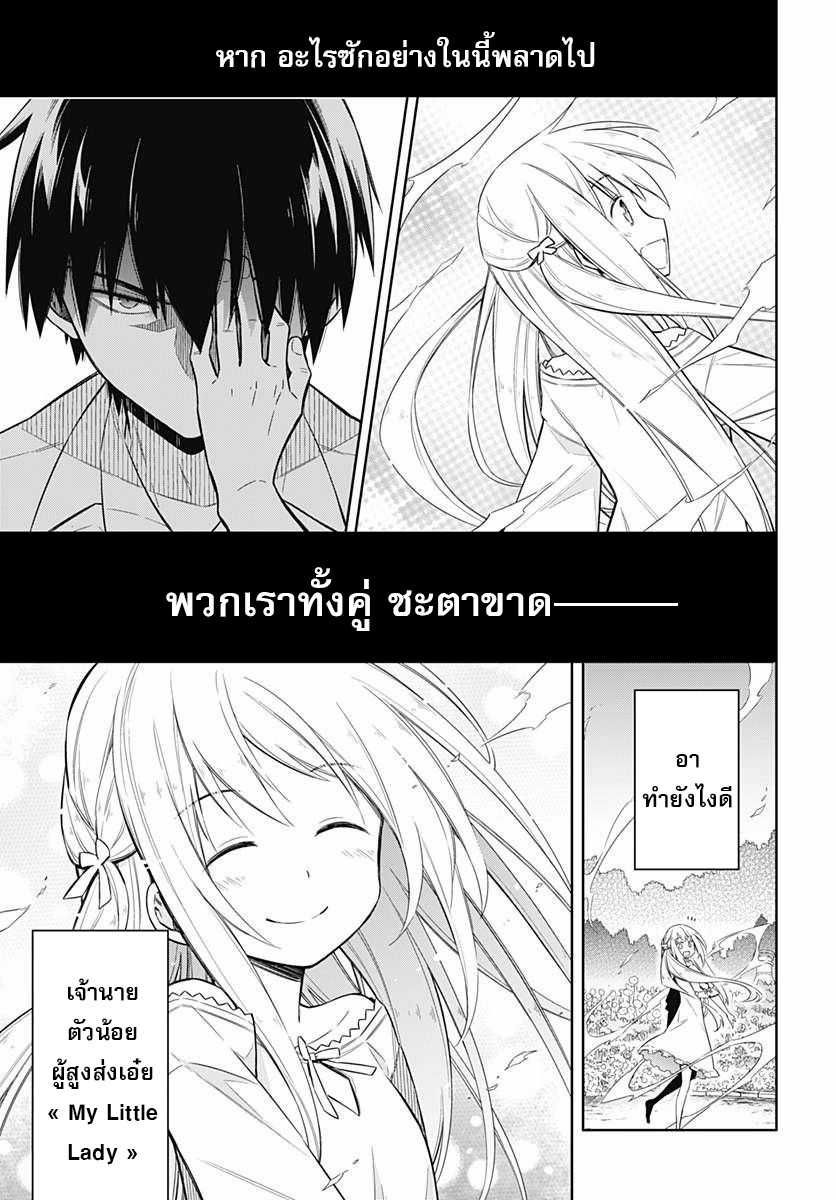 หาก อะไรซักอย่างในนี้พลาดไป
พวกเราทั้งคู่ ชะตาขาด———
อา
ทำยังไงดี
เจ้านาย
ตัวน้อย
ผู้สูงส่งเอ๋ย
« My Little
Lady »